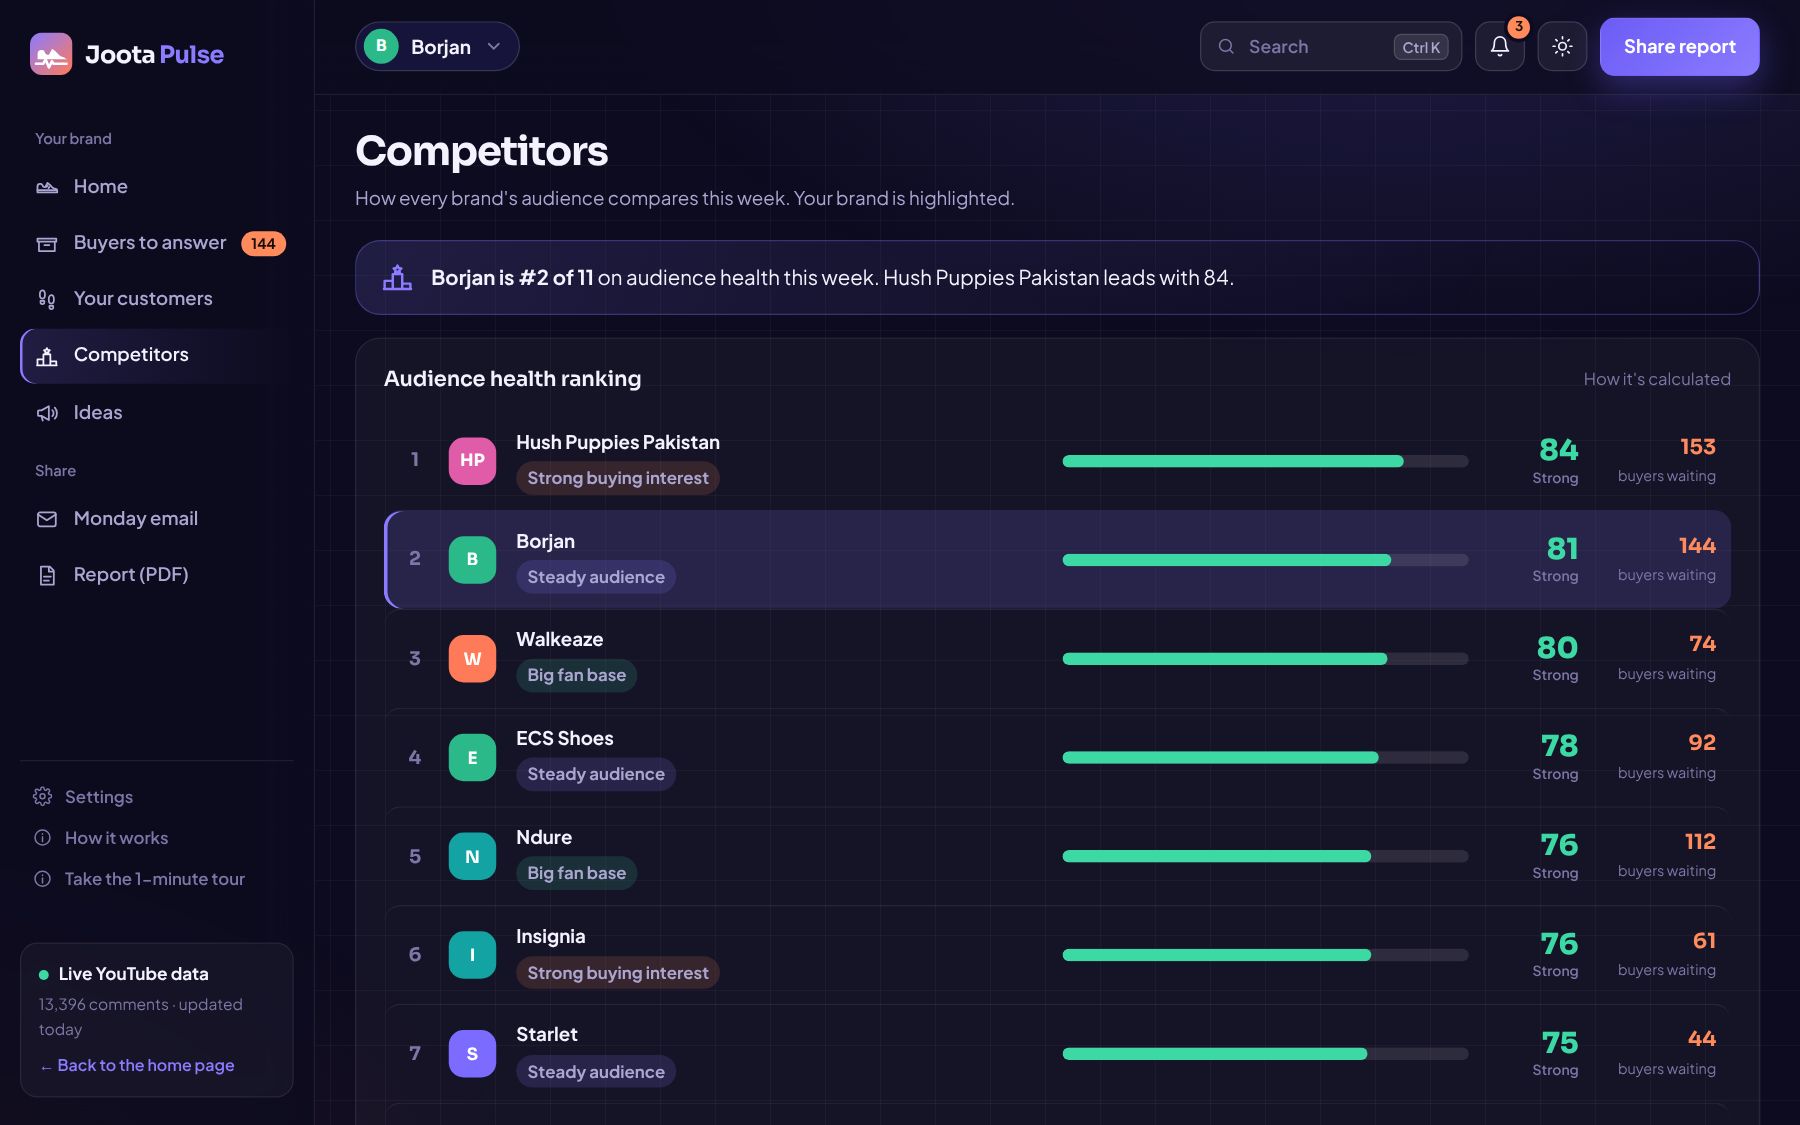 Joota Pulse
Your brand
Home
Buyers to answer 144
Your customers
Competitors
Ideas
Share
Monday email
Report (PDF)
Settings
How it works
Take the 1-minute tour
Live YouTube data
13,396 comments · updated
today
← Back to the home page
B Borjan
Search Ctrl K
3
Share report
Competitors
How every brand's audience compares this week. Your brand is highlighted.
Borjan is #2 of 11 on audience health this week. Hush Puppies Pakistan leads with 84.
Audience health ranking
How it's calculated
1 HP Hush Puppies Pakistan 84 153
Strong buying interest Strong buyers waiting
2 B Borjan 81 144
Steady audience Strong buyers waiting
3 W Walkeaze 80 74
Big fan base Strong buyers waiting
4 E ECS Shoes 78 92
Steady audience Strong buyers waiting
5 N Ndure 76 112
Big fan base Strong buyers waiting
6 I Insignia 76 61
Strong buying interest Strong buyers waiting
7 S Starlet 75 44
Steady audience Strong buyers waiting